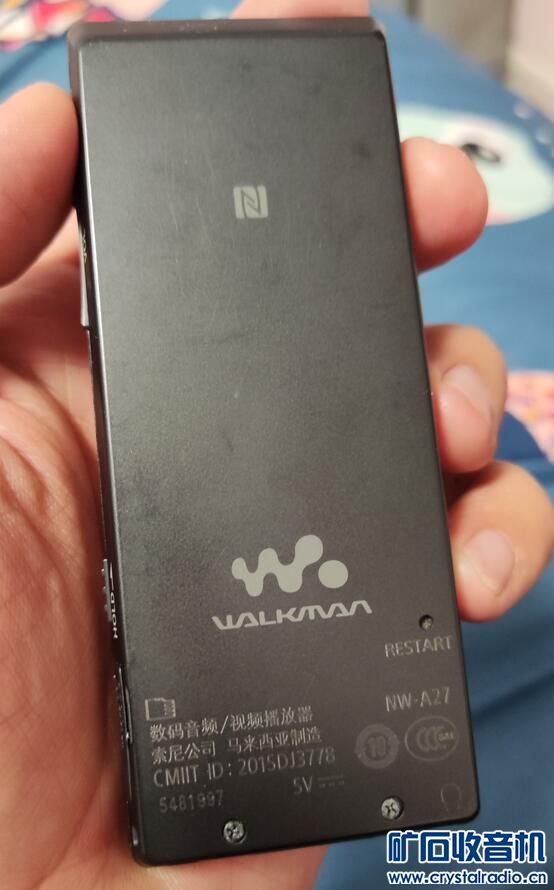 WALKMAN
RESTART
HOLD
NW-A27
数码音频/视频播放器
索尼公司 马来西亚制造
CMIIT ID : 2015DJ3778
5481997
5V
10
矿石收音机
www.crystalradio.cn